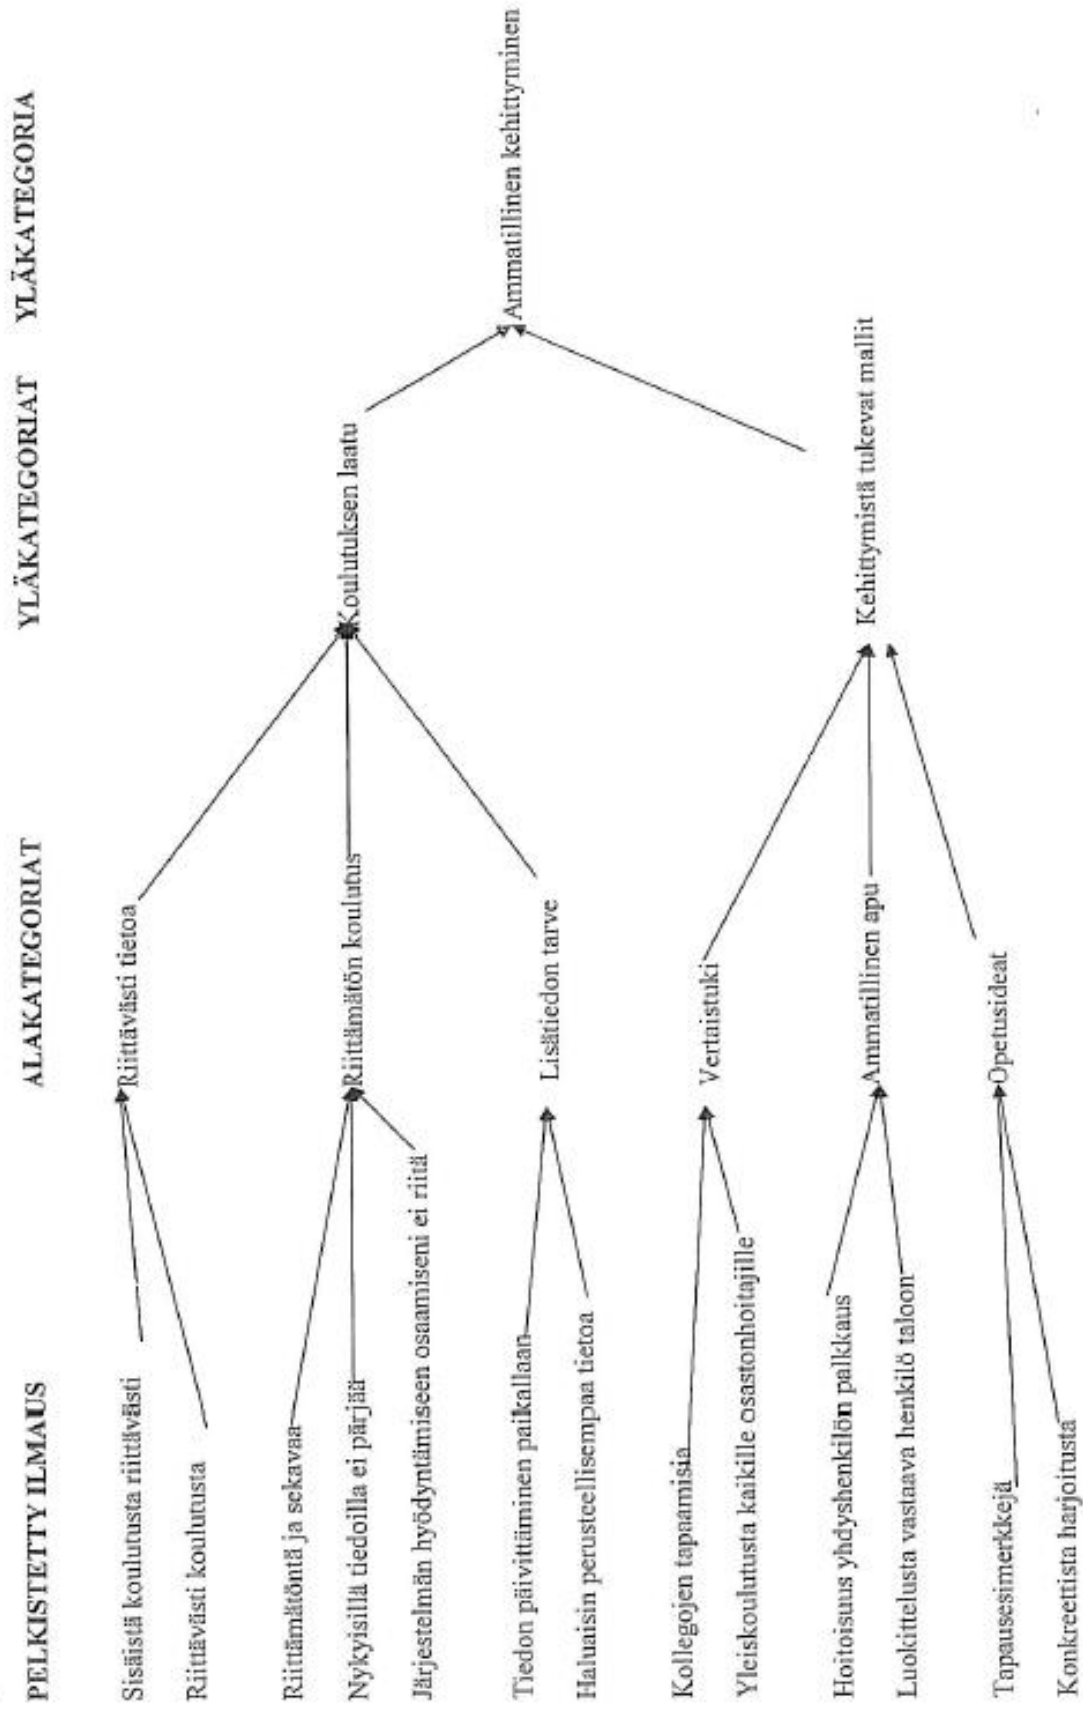 PELKISTETTY ILMAUS ALAKATEGORIAT YLÄKATEGORIAT YLÄKATEGORIA
Sisäistä koulutusta riittävästi
Riittävästi koulutusta
Riittävästi tietoa
Riittämätöntä ja sekavaa
Nykyisillä tiedoilla ei pärjää
Järjestelmän hyödyntämiseen osaamiseni ei riitä
Riittämätön koulutus
Tiedon päivittäminen paikallaan
Haluaisin perusteellisempaa tietoa
Lisätiedon tarve
Koulutuksen laatu
Kollegojen tapaamisia
Yleiskoulutusta kaikille osastonhoitajille
Vertaistuki
Hoitoisuus yhdyshenkilön palkkaus
Luokittelusta vastaava henkilö taloon
Ammatillinen apu
Tapausesimerkkejä
Konkreettista harjoitusta
Opetusideat
Kehittymistä tukevat mallit
Ammatillinen kehittyminen